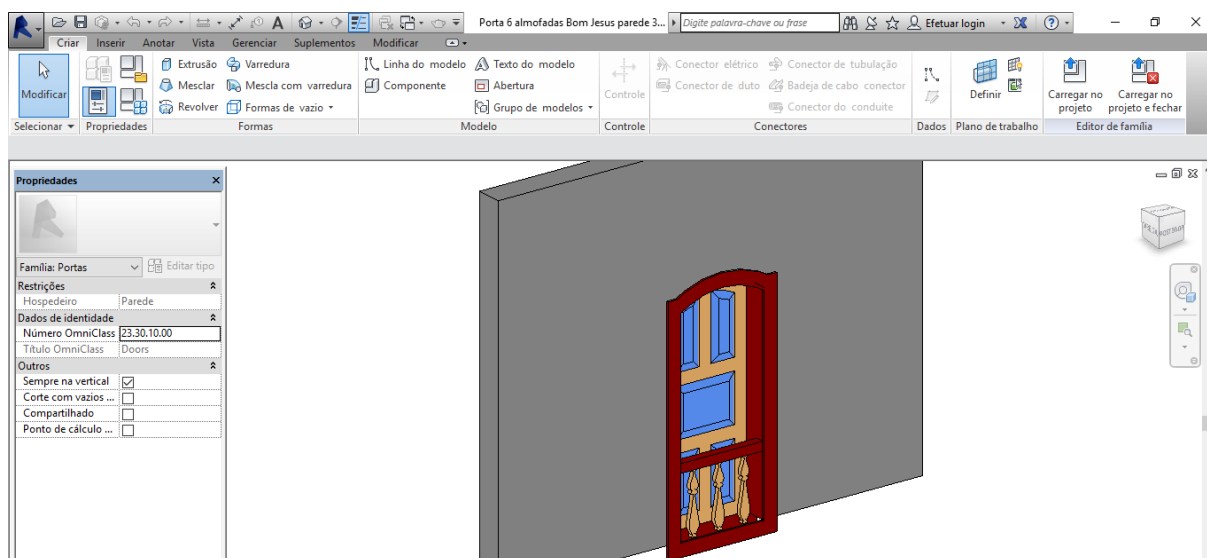 Porta 6 almofadas Bom Jesus parede 3...
Digite palavra-chave ou frase
Efetuar login
Criar Inserir Anotar Vista Gerenciar Suplementos Modificar
Extrusão Varredura Linha do modelo Texto do modelo Conector elétrico Conector de tubulação
Mesclar Mescla com varredura Componente Abertura Conector de duto Badeja de cabo conector
Modificar Controle Definir Carregar no projeto Carregar no projeto e fechar
Revolver Formas de vazio Grupo de modelos Conector do conduite
Selecionar Propriedades Formas Modelo Controle Conectores Dados Plano de trabalho Editor de família
Propriedades
Família: Portas Editar tipo
Restrições
Hospedeiro Parede
Dados de identidade
Número OmniClass 23.30.10.00
Título OmniClass Doors
Outros
Sempre na vertical
Corte com vazios ...
Compartilhado
Ponto de cálculo ...